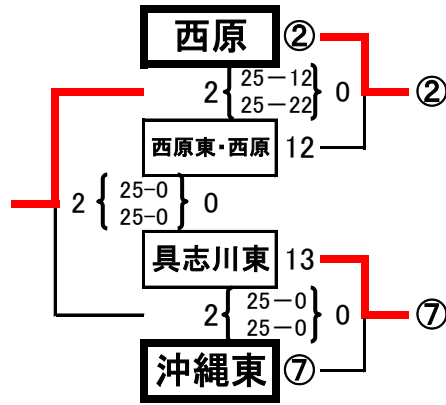 西原 ②
2 { 25-12 } 0 ②
25-22
西原東・西原 12
2 { 25-0 } 0
25-0
具志川東 13
2 { 25-0 } 0 ⑦
25-0
沖縄東 ⑦